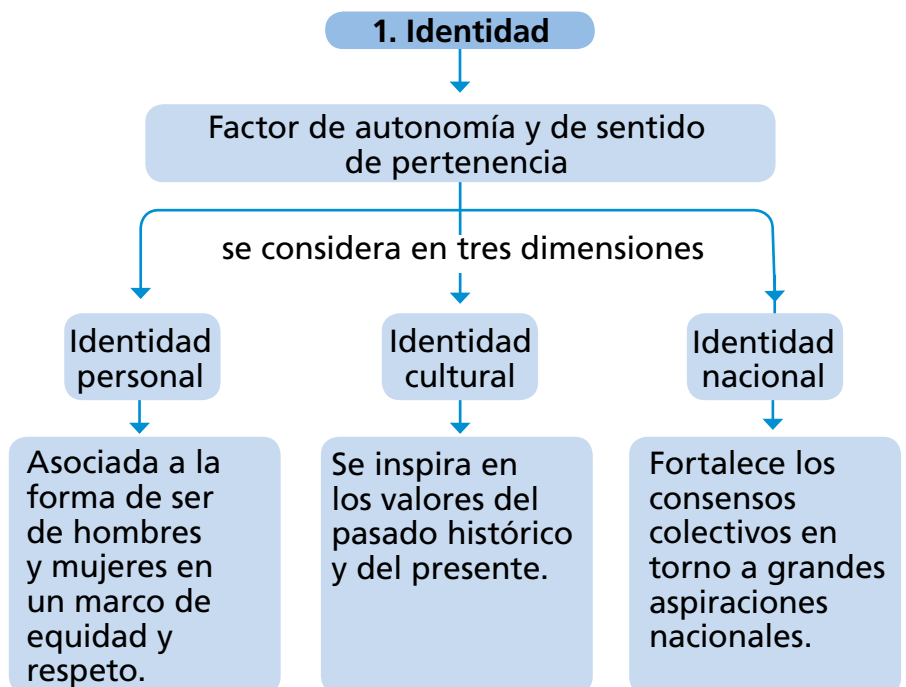 1. Identidad
Factor de autonomía y de sentido
de pertenencia
se considera en tres dimensiones
Identidad
personal
Identidad
cultural
Identidad
nacional
Asociada a la
forma de ser
de hombres
y mujeres en
un marco de
equidad y
respeto.
Se inspira en
los valores del
pasado histórico
y del presente.
Fortalece los
consensos
colectivos en
torno a grandes
aspiraciones
nacionales.